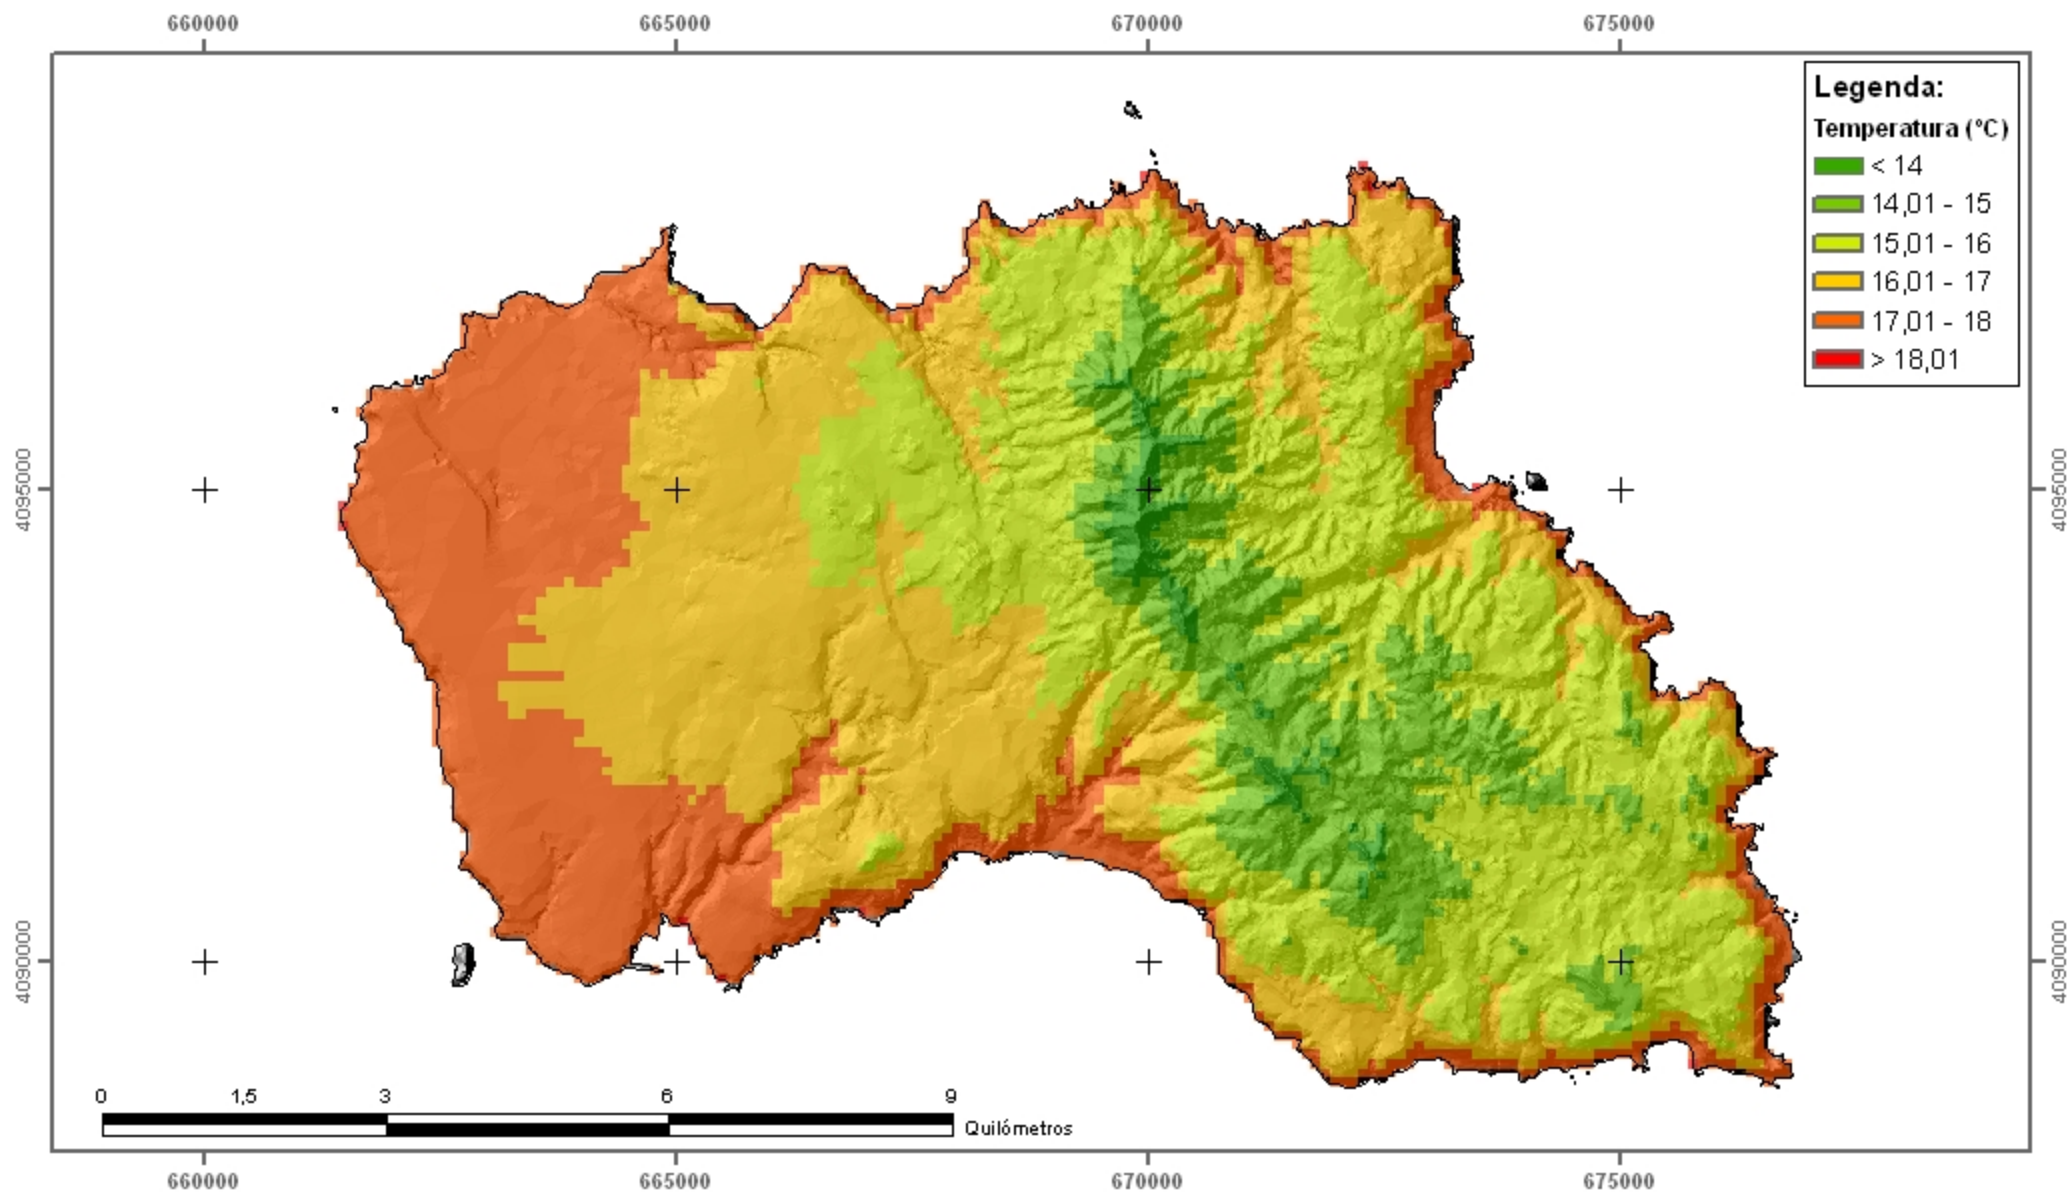 660000 665000 670000 675000
Legenda:
Temperatura (°C)
< 14
14,01 - 15
15,01 - 16
16,01 - 17
17,01 - 18
> 18,01
4095000 4095000
4090000 4090000
0 1,5 3 6 9
Quilómetros
660000 665000 670000 675000